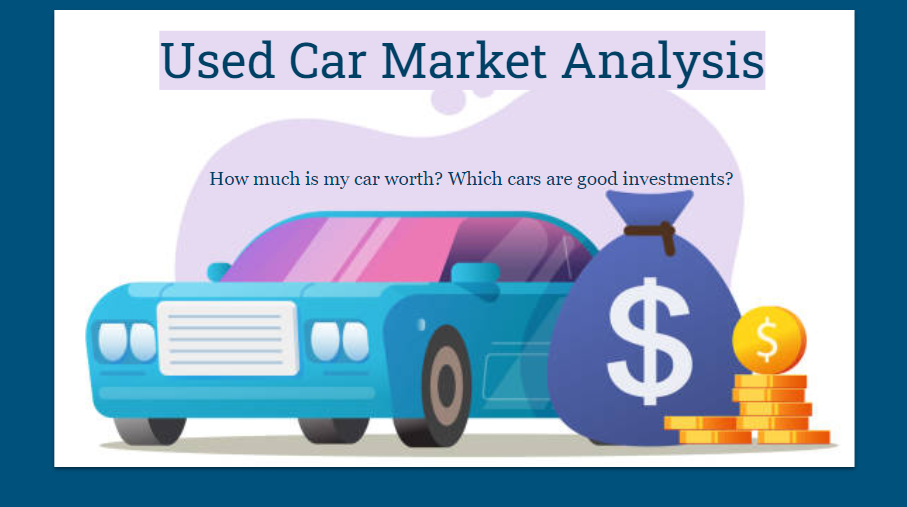 Used Car Market Analysis
How much is my car worth? Which cars are good investments?
$
$